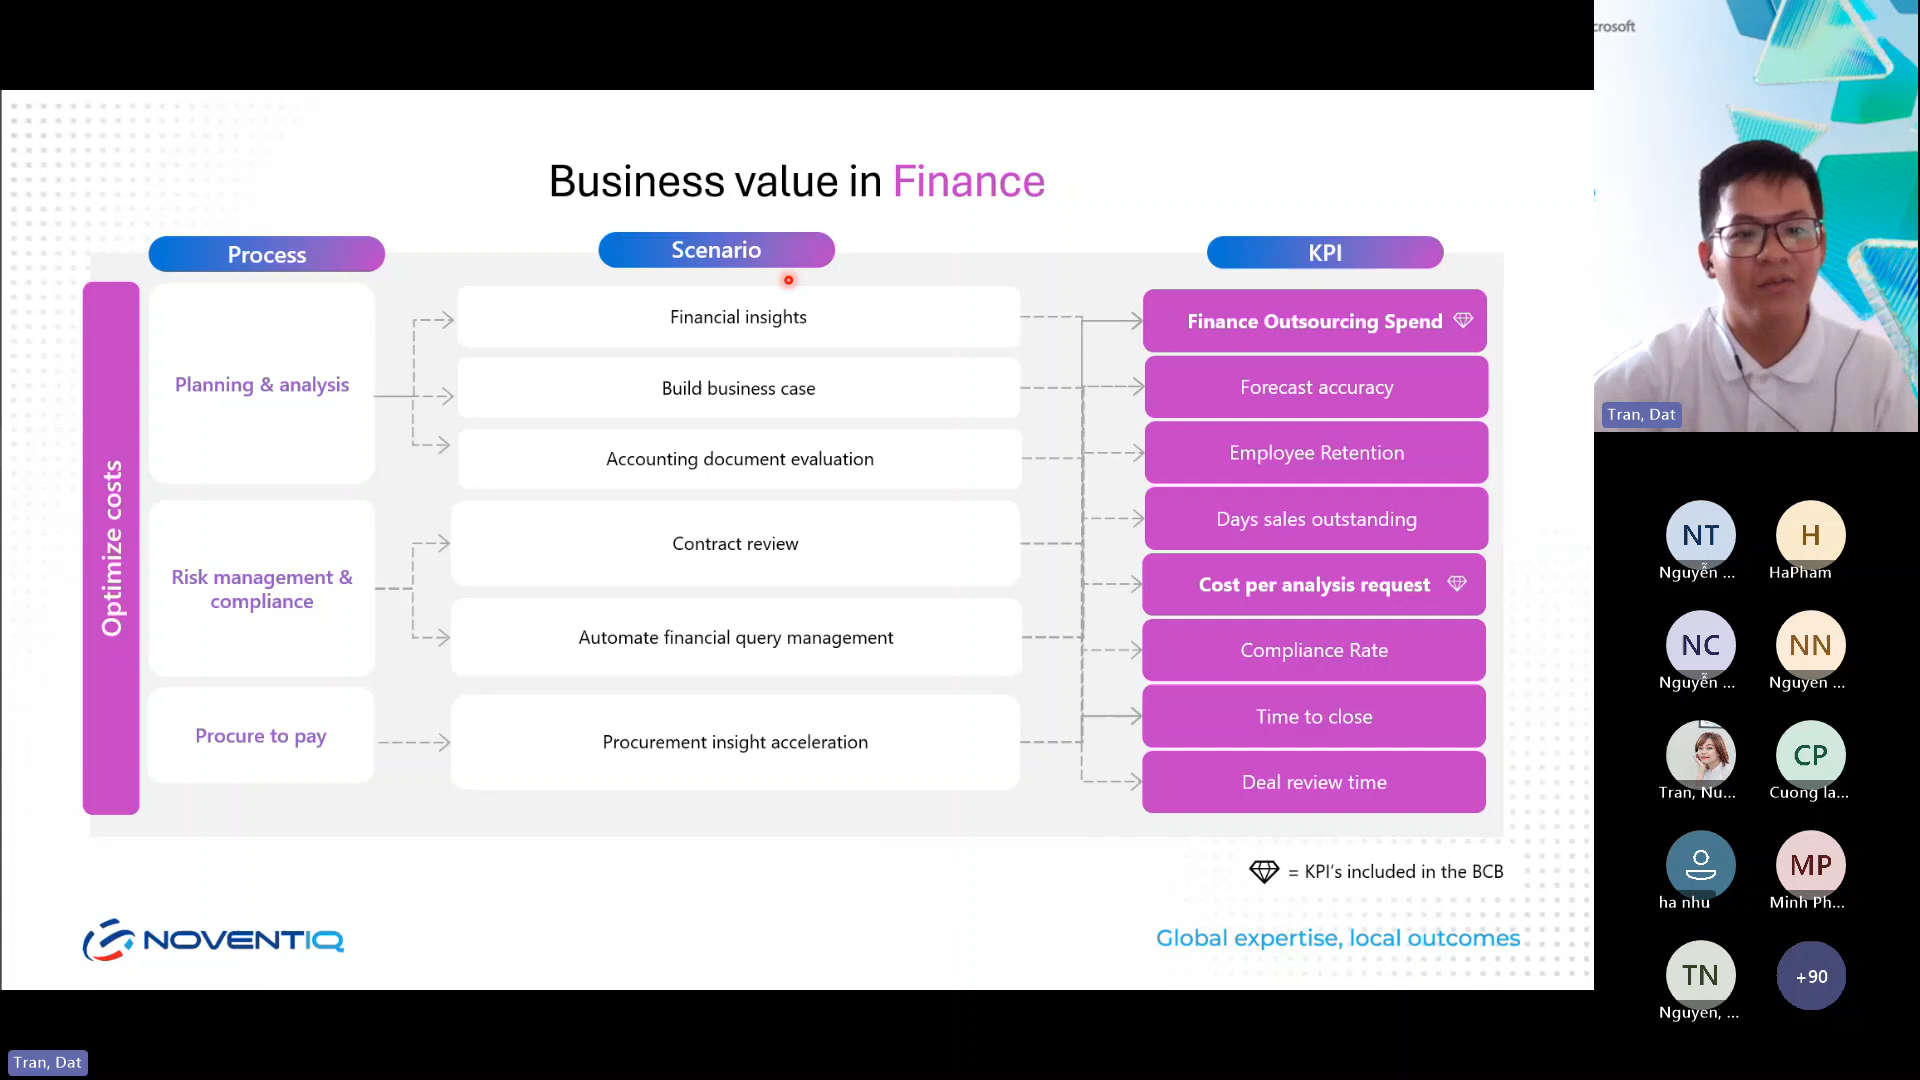 crosoft
Business value in Finance
Process
Scenario
KPI
Optimize costs
Planning & analysis
Risk management &
compliance
Procure to pay
Financial insights
Build business case
Accounting document evaluation
Contract review
Automate financial query management
Procurement insight acceleration
Finance Outsourcing Spend
Forecast accuracy
Employee Retention
Days sales outstanding
Cost per analysis request
Compliance Rate
Time to close
Deal review time
= KPI's included in the BCB
NOVENTIQ
Global expertise, local outcomes
Tran, Dat
Tran, Dat
NT
Nguyễn ...
H
HaPham
NC
Nguyễn ...
NN
Nguyen ...
Tran, Nu...
CP
Cuong la...
ha nhu
MP
Minh Ph...
TN
Nguyen, ...
+90